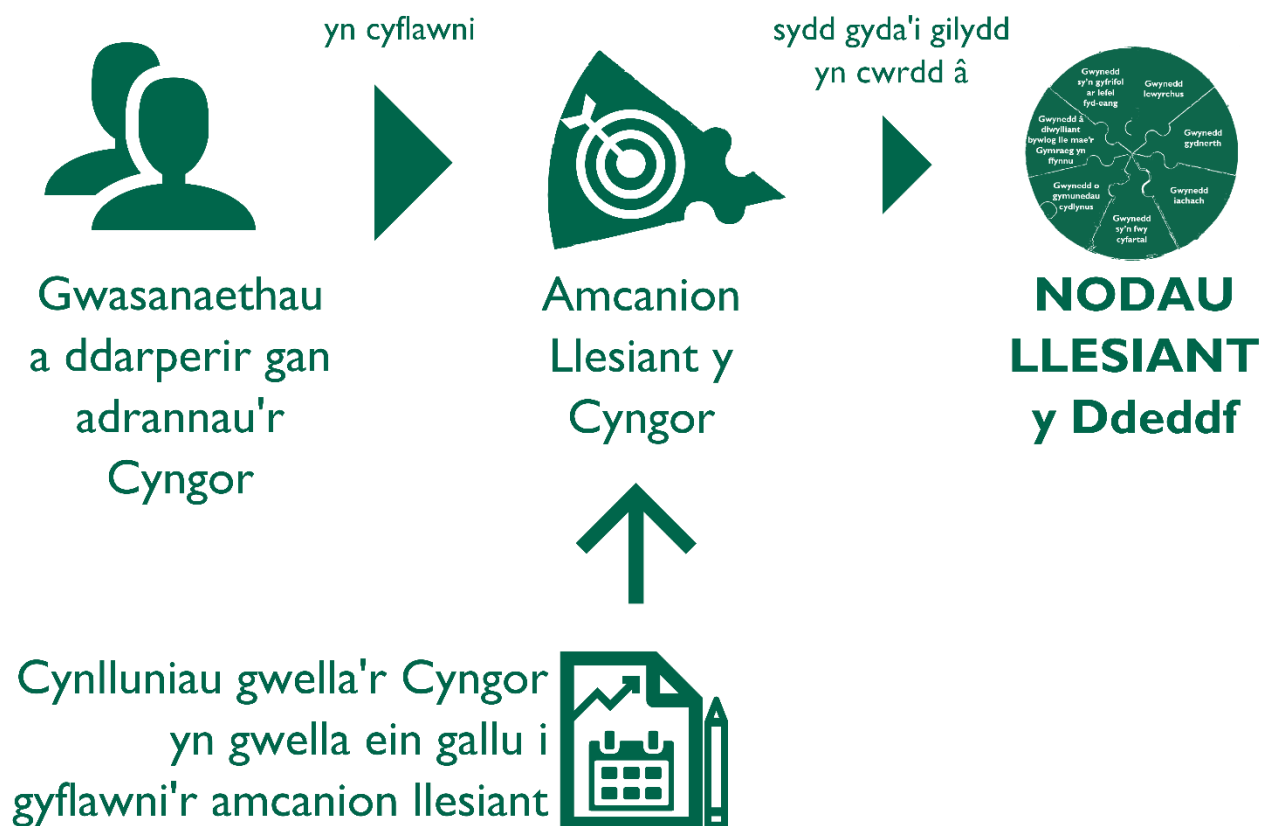 yn cyflawni
sydd gyda'i gilydd
yn cwrdd â
Gwynedd
sy'n gyfrifol
ar lefel
fyd-eang
Gwynedd
lewyrchus
Gwynedd â
diwylliant
bywiog lle mae'r
Gymraeg yn
ffynnu
Gwynedd
gydnerth
Gwynedd o
gymunedau
cydlynus
Gwynedd
iachach
Gwynedd
sy'n fwy
cyfartal
Gwasanaethau
a ddarperir gan
adrannau'r
Cyngor
Amcanion
Llesiant y
Cyngor
NODAU
LLESIANT
y Ddeddf
Cynlluniau gwella'r Cyngor
yn gwella ein gallu i
gyflawni'r amcanion llesiant